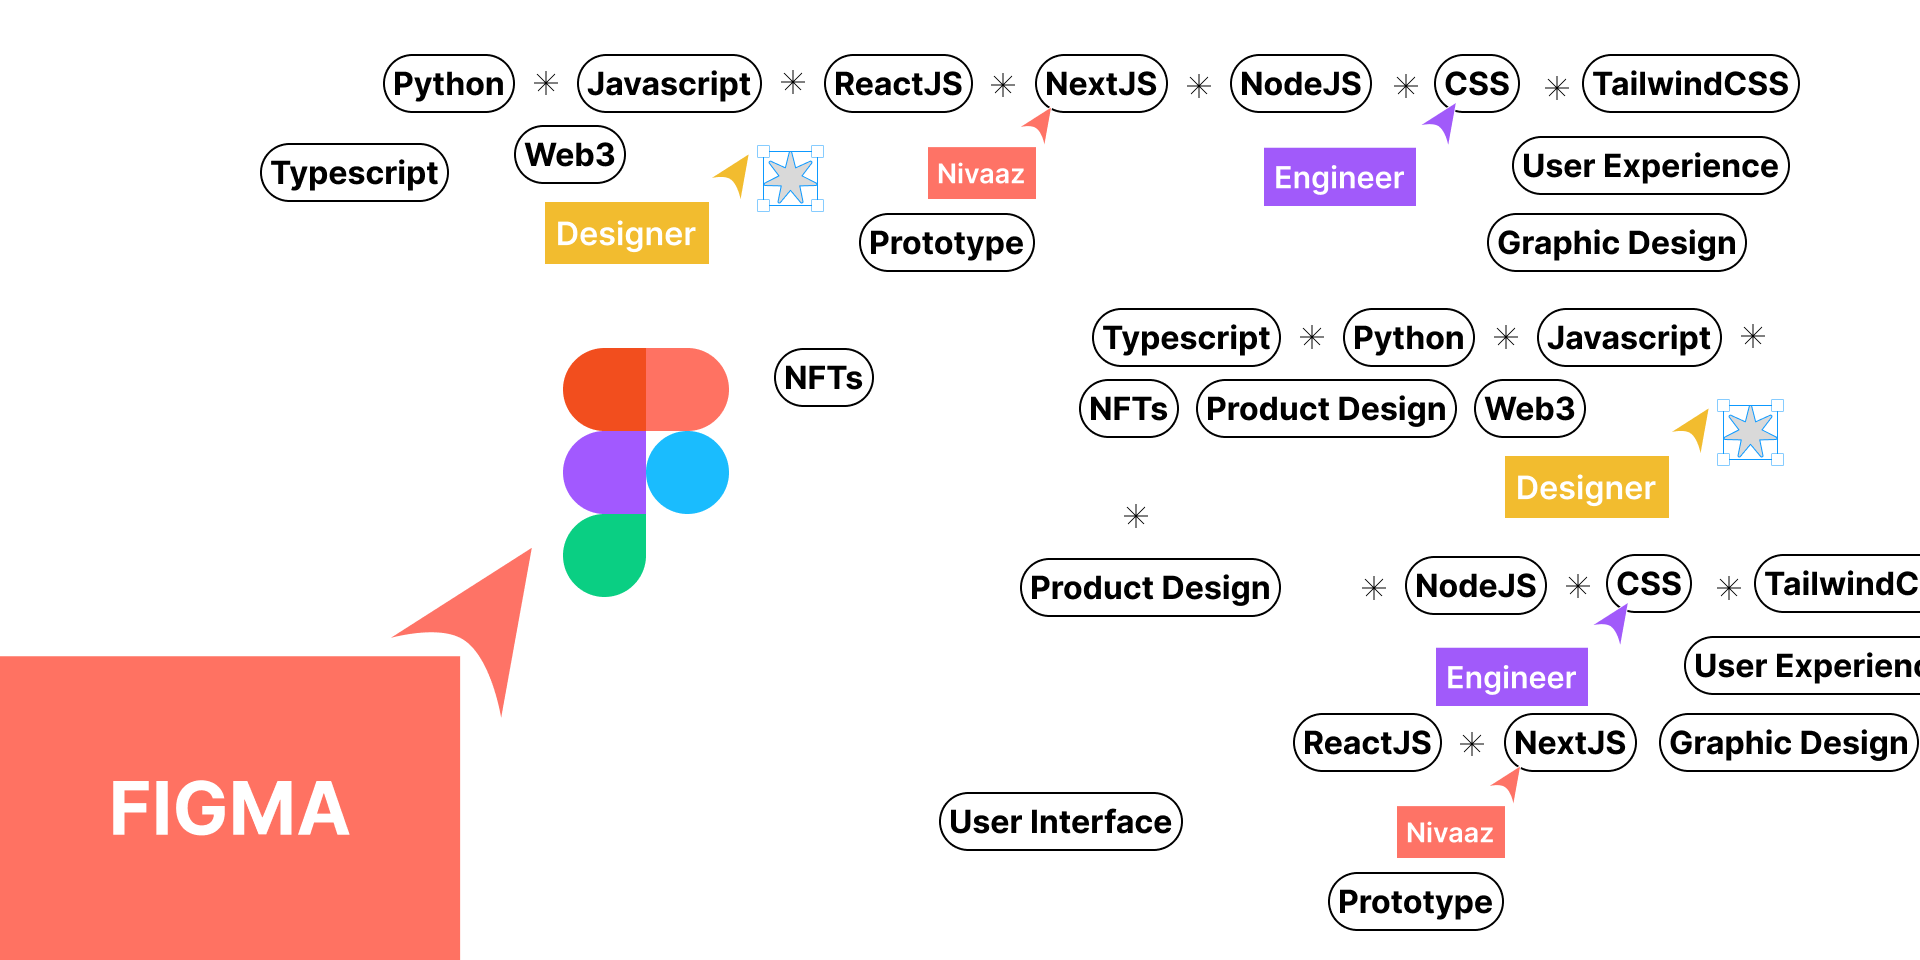 Python Javascript ReactJS NextJS NodeJS CSS TailwindCSS
Typescript Web3 Nivaaz Engineer User Experience
Designer Prototype Graphic Design
Typescript Python Javascript
NFTs NFTs Product Design Web3
Designer
Product Design NodeJS CSS TailwindC
Engineer User Experienc
ReactJS NextJS Graphic Design
FIGMA User Interface Nivaaz
Prototype